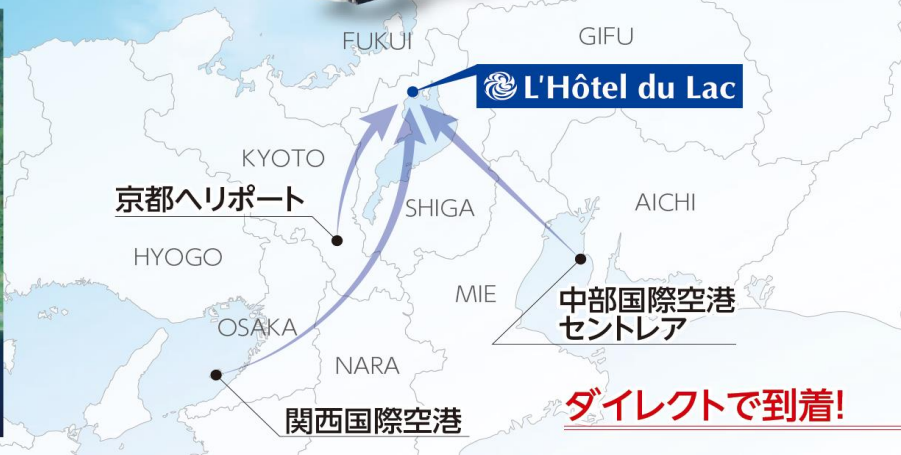 FUKUI
GIFU
L'Hôtel du Lac
KYOTO
京都ヘリポート
SHIGA
AICHI
HYOGO
MIE
中部国際空港
セントレア
OSAKA
NARA
関西国際空港
ダイレクトで到着!